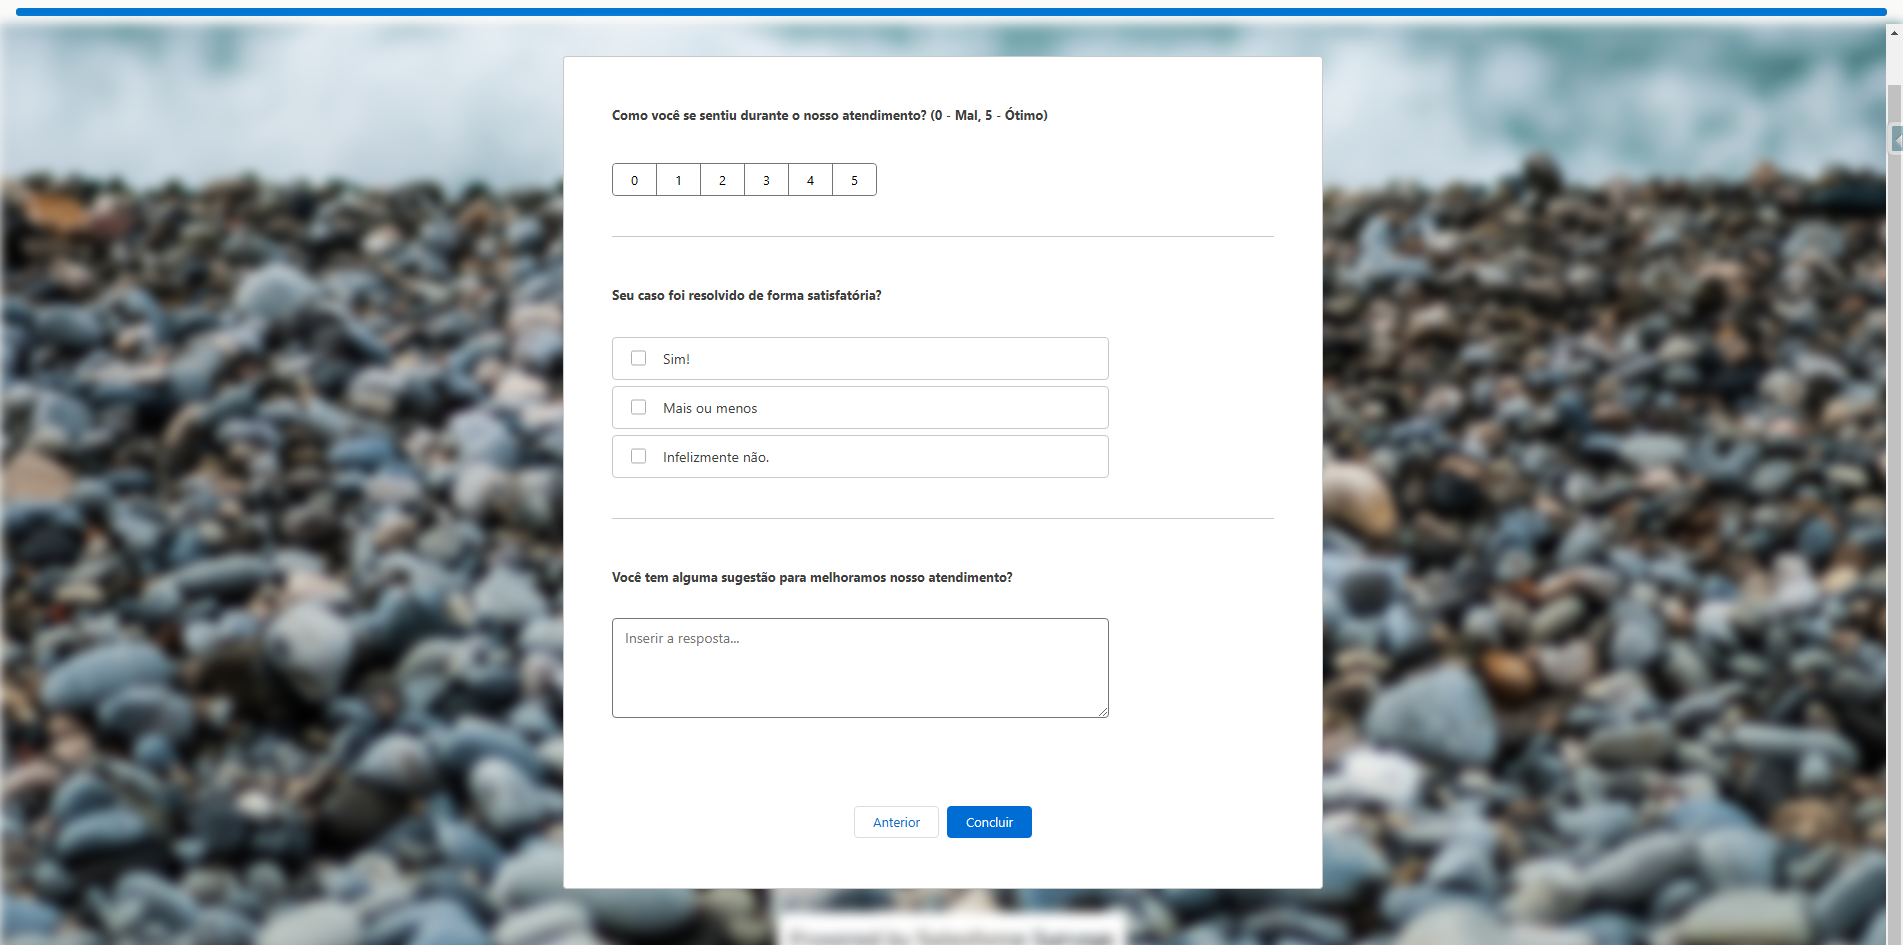 Como você se sentiu durante o nosso atendimento? (0 - Mal, 5 - Ótimo)
0 1 2 3 4 5
Seu caso foi resolvido de forma satisfatória?
Sim!
Mais ou menos
Infelizmente não.
Você tem alguma sugestão para melhoramos nosso atendimento?
Inserir a resposta...
Anterior Concluir